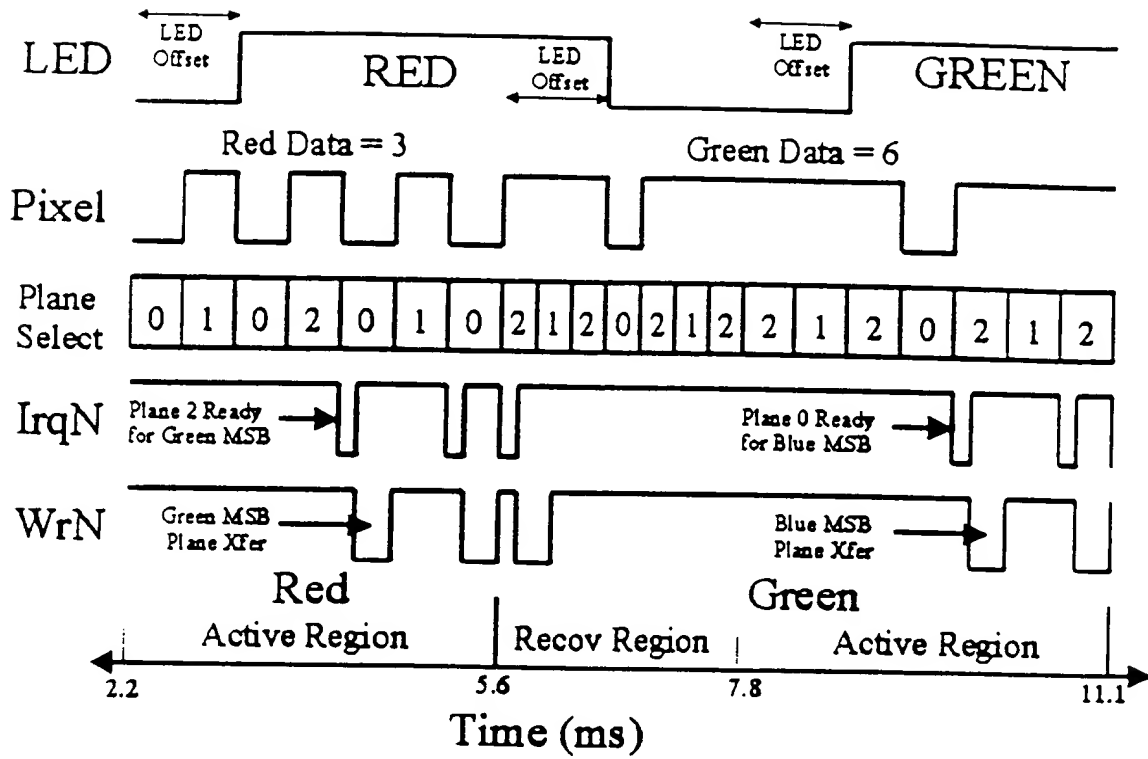 LED
LED
Offset
RED
LED
Offset
LED
Offset
GREEN
Red Data = 3
Green Data = 6
Pixel
Plane
Select
0 1 0 2 0 1 0 2 1 2 0 2 1 2 2 1 2 0 2 1 2
IrqN
Plane 2 Ready
for Green MSB
Plane 0 Ready
for Blue MSB
WrN
Green MSB
Plane Xfer
Blue MSB
Plane Xfer
Red
Green
Active Region
Recov Region
Active Region
2.2
5.6
7.8
11.1
Time (ms)